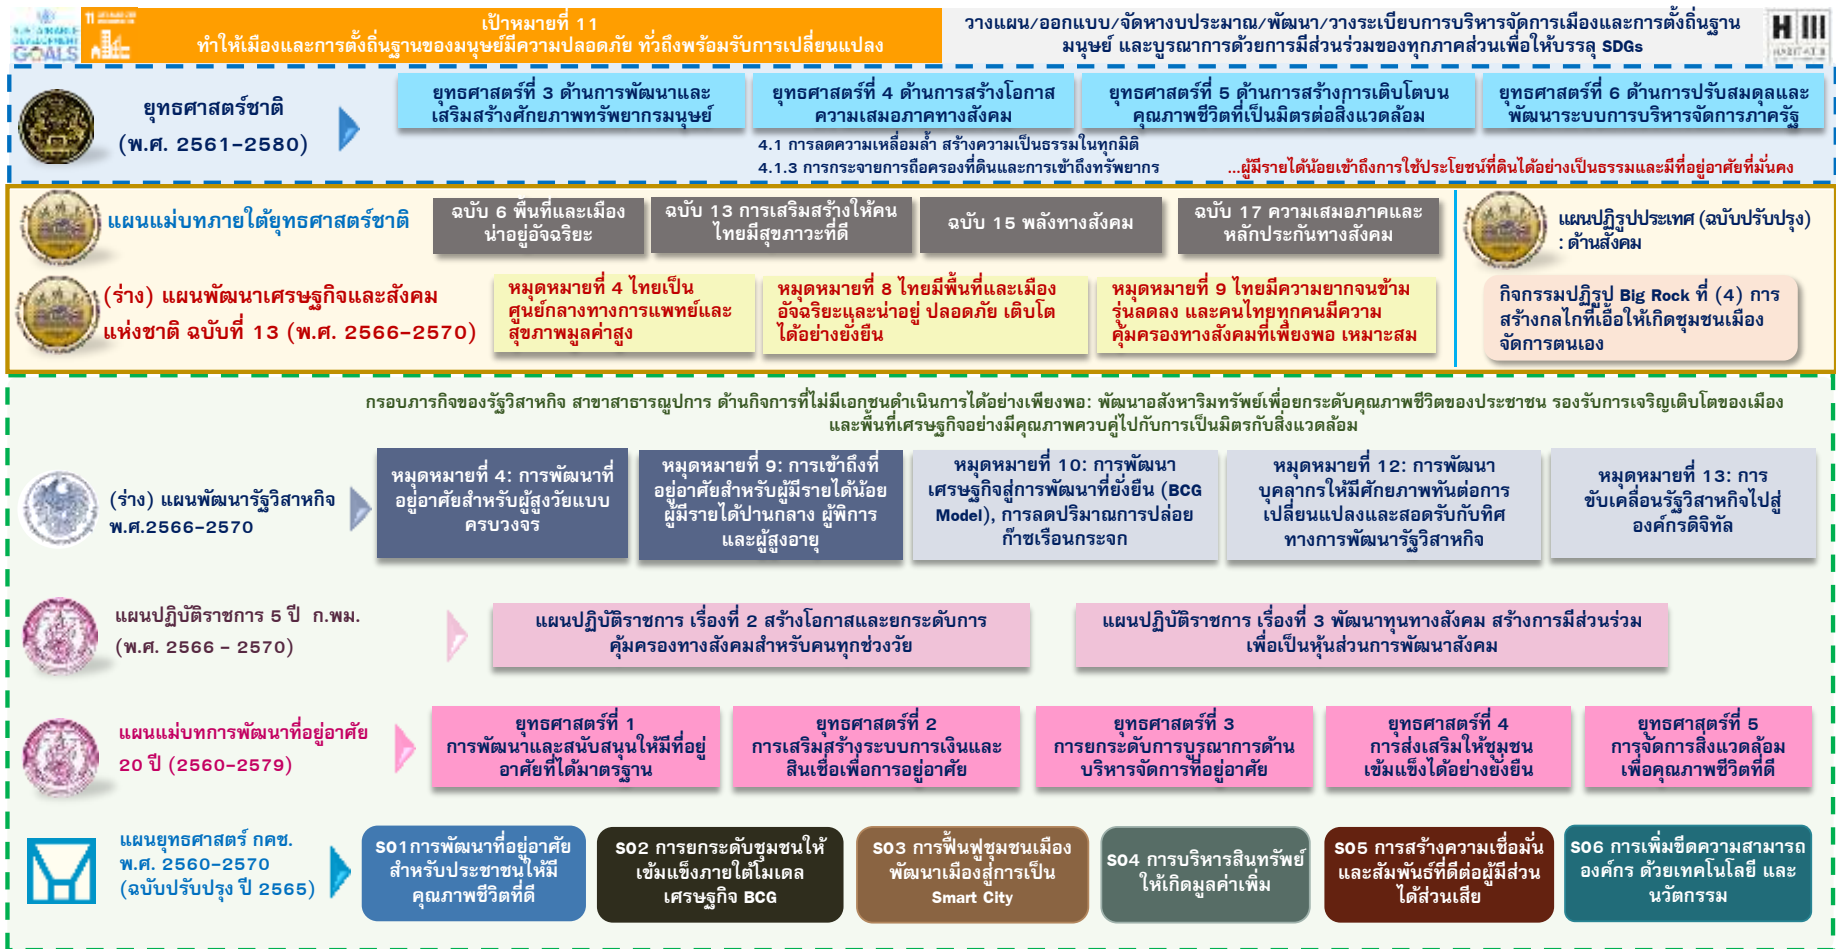 SUSTAINABLE
DEVELOPMENT
GOALS
11
เป้าหมายที่ 11
ทำให้เมืองและการตั้งถิ่นฐานของมนุษย์มีความปลอดภัย ทั่วถึงพร้อมรับการเปลี่ยนแปลง
วางแผน/ออกแบบ/จัดหางบประมาณ/พัฒนา/วางระเบียบการบริหารจัดการเมืองและการตั้งถิ่นฐาน
มนุษย์ และบูรณาการด้วยการมีส่วนร่วมของทุกภาคส่วนเพื่อให้บรรลุ SDGs
H III
HABITAT III
ยุทธศาสตร์ชาติ
(พ.ศ. 2561-2580)
ยุทธศาสตร์ที่ 3 ด้านการพัฒนาและ
เสริมสร้างศักยภาพทรัพยากรมนุษย์
ยุทธศาสตร์ที่ 4 ด้านการสร้างโอกาส
ความเสมอภาคทางสังคม
ยุทธศาสตร์ที่ 5 ด้านการสร้างการเติบโตบน
คุณภาพชีวิตที่เป็นมิตรต่อสิ่งแวดล้อม
ยุทธศาสตร์ที่ 6 ด้านการปรับสมดุลและ
พัฒนาระบบการบริหารจัดการภาครัฐ
4.1 การลดความเหลื่อมล้ำ สร้างความเป็นธรรมในทุกมิติ
4.1.3 การกระจายการถือครองที่ดินและการเข้าถึงทรัพยากร
...ผู้มีรายได้น้อยเข้าถึงการใช้ประโยชน์ที่ดินได้อย่างเป็นธรรมและมีที่อยู่อาศัยที่มั่นคง
แผนแม่บทภายใต้ยุทธศาสตร์ชาติ
ฉบับ 6 พื้นที่และเมือง
น่าอยู่อัจฉริยะ
ฉบับ 13 การเสริมสร้างให้คน
ไทยมีสุขภาวะที่ดี
ฉบับ 15 พลังทางสังคม
ฉบับ 17 ความเสมอภาคและ
หลักประกันทางสังคม
แผนปฏิรูปประเทศ (ฉบับปรับปรุง)
: ด้านสังคม
(ร่าง) แผนพัฒนาเศรษฐกิจและสังคม
แห่งชาติ ฉบับที่ 13 (พ.ศ. 2566-2570)
หมุดหมายที่ 4 ไทยเป็น
ศูนย์กลางทางการแพทย์และ
สุขภาพมูลค่าสูง
หมุดหมายที่ 8 ไทยมีพื้นที่และเมือง
อัจฉริยะและน่าอยู่ ปลอดภัย เติบโต
ได้อย่างยั่งยืน
หมุดหมายที่ 9 ไทยมีความยากจนข้าม
รุ่นลดลง และคนไทยทุกคนมีความ
คุ้มครองทางสังคมที่เพียงพอ เหมาะสม
กิจกรรมปฏิรูป Big Rock ที่ (4) การ
สร้างกลไกที่เอื้อให้เกิดชุมชนเมือง
จัดการตนเอง
กรอบภารกิจของรัฐวิสาหกิจ สาขาสาธารณูปการ ด้านกิจการที่ไม่มีเอกชนดำเนินการได้อย่างเพียงพอ: พัฒนาอสังหาริมทรัพย์เพื่อยกระดับคุณภาพชีวิตของประชาชน รองรับการเจริญเติบโตของเมือง
และพื้นที่เศรษฐกิจอย่างมีคุณภาพควบคู่ไปกับการเป็นมิตรกับสิ่งแวดล้อม
(ร่าง) แผนพัฒนารัฐวิสาหกิจ
พ.ศ.2566-2570
หมุดหมายที่ 4: การพัฒนาที่
อยู่อาศัยสำหรับผู้สูงวัยแบบ
ครบวงจร
หมุดหมายที่ 9: การเข้าถึงที่
อยู่อาศัยสำหรับผู้มีรายได้น้อย
ผู้มีรายได้ปานกลาง ผู้พิการ
และผู้สูงอายุ
หมุดหมายที่ 10: การพัฒนา
เศรษฐกิจสู่การพัฒนาที่ยั่งยืน (BCG
Model), การลดปริมาณการปล่อย
ก๊าซเรือนกระจก
หมุดหมายที่ 12: การพัฒนา
บุคลากรให้มีศักยภาพทันต่อการ
เปลี่ยนแปลงและสอดรับกับทิศ
ทางการพัฒนารัฐวิสาหกิจ
หมุดหมายที่ 13: การ
ขับเคลื่อนรัฐวิสาหกิจไปสู่
องค์กรดิจิทัล
แผนปฏิบัติราชการ 5 ปี ก.พม.
(พ.ศ. 2566 - 2570)
แผนปฏิบัติราชการ เรื่องที่ 2 สร้างโอกาสและยกระดับการ
คุ้มครองทางสังคมสำหรับคนทุกช่วงวัย
แผนปฏิบัติราชการ เรื่องที่ 3 พัฒนาทุนทางสังคม สร้างการมีส่วนร่วม
เพื่อเป็นหุ้นส่วนการพัฒนาสังคม
แผนแม่บทการพัฒนาที่อยู่อาศัย
20 ปี (2560-2579)
ยุทธศาสตร์ที่ 1
การพัฒนาและสนับสนุนให้มีที่อยู่
อาศัยที่ได้มาตรฐาน
ยุทธศาสตร์ที่ 2
การเสริมสร้างระบบการเงินและ
สินเชื่อเพื่อการอยู่อาศัย
ยุทธศาสตร์ที่ 3
การยกระดับการบูรณาการด้าน
บริหารจัดการที่อยู่อาศัย
ยุทธศาสตร์ที่ 4
การส่งเสริมให้ชุมชน
เข้มแข็งได้อย่างยั่งยืน
ยุทธศาสตร์ที่ 5
การจัดการสิ่งแวดล้อม
เพื่อคุณภาพชีวิตที่ดี
แผนยุทธศาสตร์ กคช.
พ.ศ. 2560-2570
(ฉบับปรับปรุง ปี 2565)
SO1การพัฒนาที่อยู่อาศัย
สำหรับประชาชนให้มี
คุณภาพชีวิตที่ดี
SO2 การยกระดับชุมชนให้
เข้มแข็งภายใต้โมเดล
เศรษฐกิจ BCG
SO3 การฟื้นฟูชุมชนเมือง
พัฒนาเมืองสู่การเป็น
Smart City
SO4 การบริหารสินทรัพย์
ให้เกิดมูลค่าเพิ่ม
SO5 การสร้างความเชื่อมั่น
และสัมพันธ์ที่ดีต่อผู้มีส่วน
ได้ส่วนเสีย
SO6 การเพิ่มขีดความสามารถ
องค์กร ด้วยเทคโนโลยี และ
นวัตกรรม